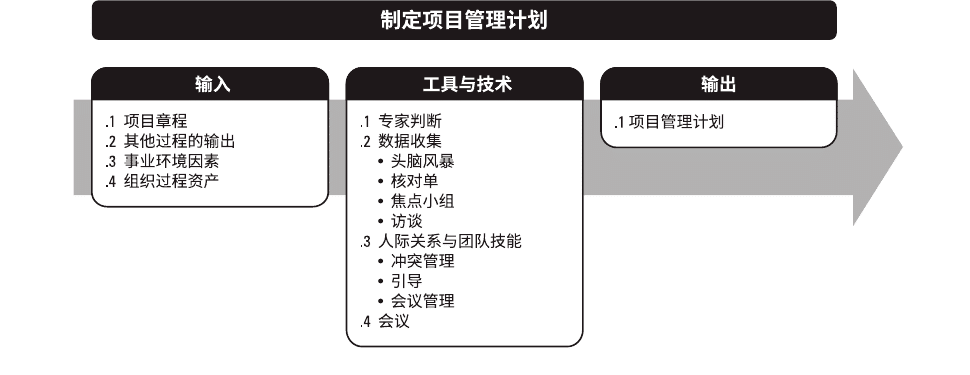 制定项目管理计划
输入
.1 项目章程
.2 其他过程的输出
.3 事业环境因素
.4 组织过程资产
工具与技术
.1 专家判断
.2 数据收集
• 头脑风暴
• 核对单
• 焦点小组
• 访谈
.3 人际关系与团队技能
• 冲突管理
• 引导
• 会议管理
.4 会议
输出
.1 项目管理计划